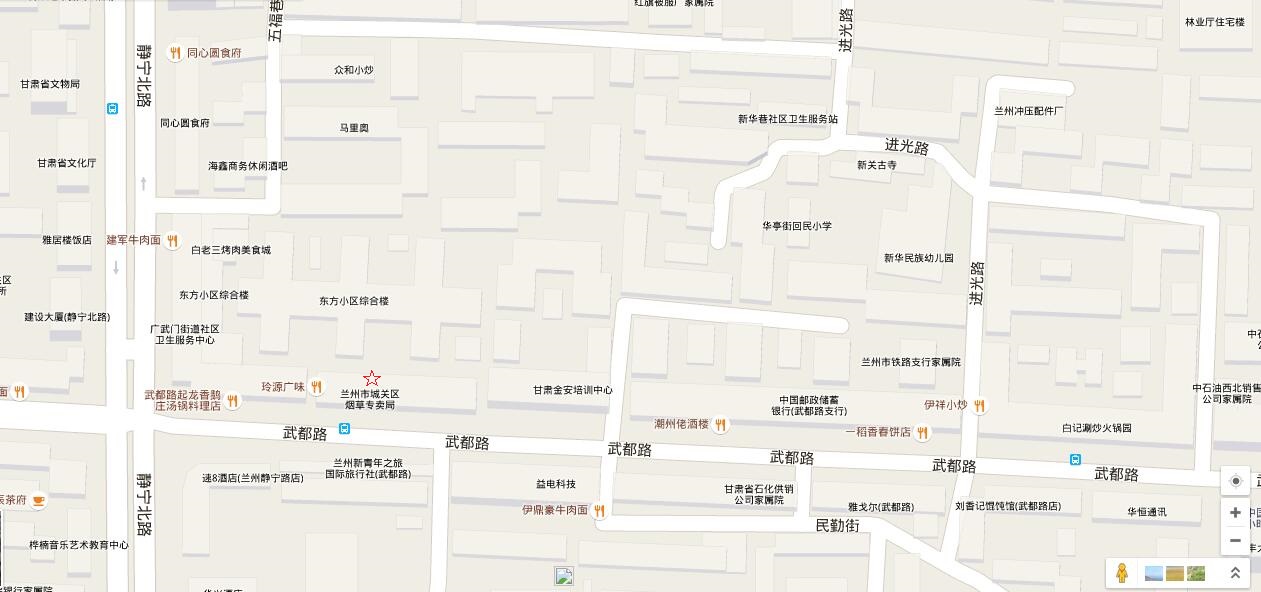 红旗被服厂家属院
林业厅住宅楼
五福巷
进光路
静宁北路
同心圆食府
众和小炒
甘肃省文物局
兰州冲压配件厂
同心圆食府
马里奥
新华巷社区卫生服务站
进光路
甘肃省文化厅
海鑫商务休闲酒吧
新关古寺
华亭街回民小学
雅居楼饭店
建军牛肉面
白老三烤肉美食城
新华民族幼儿园
进光路
东方小区综合楼
东方小区综合楼
建设大厦(静宁北路)
广武门街道社区
卫生服务中心
兰州市铁路支行家属院
玲源广味
兰州市城关区
烟草专卖局
甘肃金安培训中心
中石油西北销售
公司家属院
面
武都路起龙香鹅
庄汤锅料理店
中国邮政储蓄
银行(武都路支行)
伊祥小炒
潮州佬酒楼
一稻香春饼店
白记涮炒火锅园
武都路
武都路
武都路
武都路
武都路
武都路
静宁北路
速8酒店(兰州静宁路店)
兰州新青年之旅
国际旅行社(武都路)
益电科技
甘肃省石化供销
公司家属院
伊鼎豪牛肉面
雅戈尔(武都路)
刘香记馄饨馆(武都路店)
华恒通讯
茶府
民勤街
桦楠音乐艺术教育中心